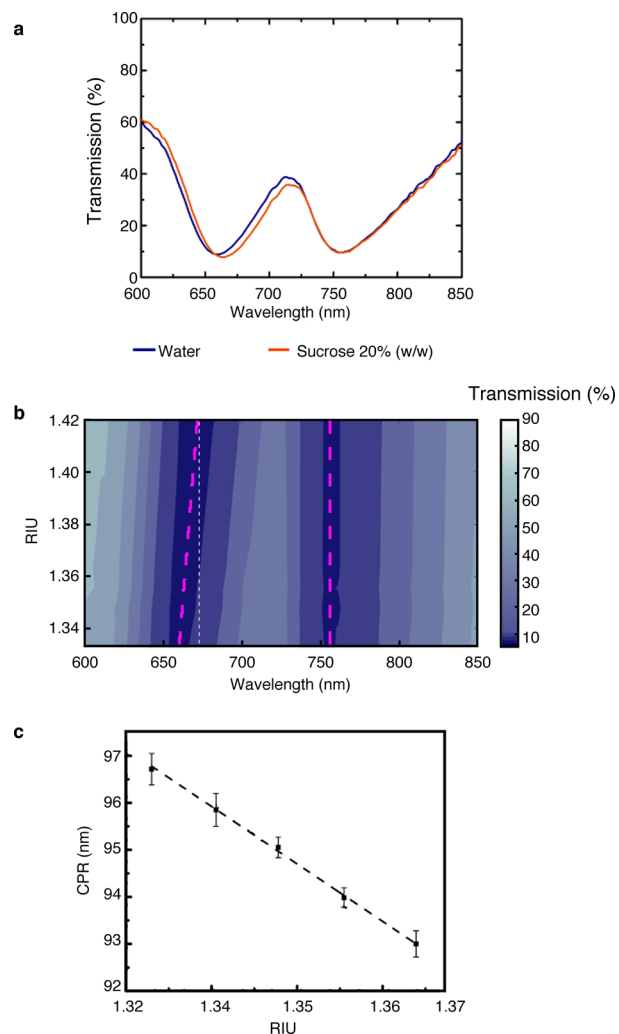 a
100
80
60
40
20
0
Transmission (%)
600 650 700 750 800 850
Wavelength (nm)
Water Sucrose 20% (w/w)
Transmission (%)
b
1.42
1.40
1.38
1.36
1.34
RIU
600 650 700 750 800 850
Wavelength (nm)
90
80
70
60
50
40
30
20
10
c
97
96
95
94
93
92
CPR (nm)
1.32 1.34 1.35 1.36 1.37
RIU